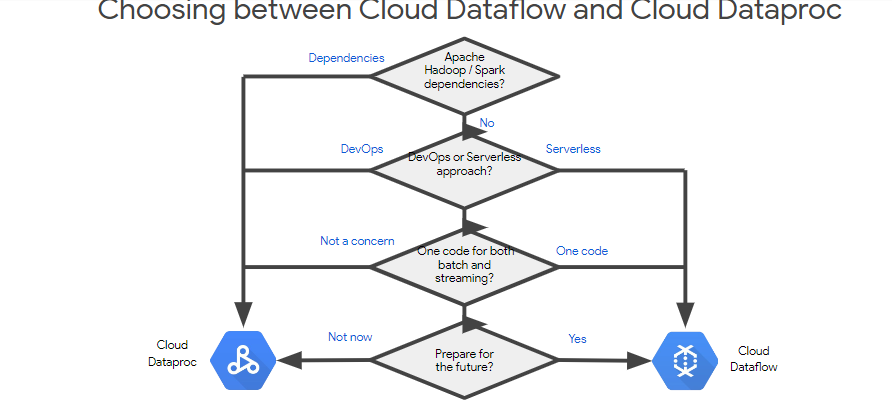 Choosing between Cloud Dataflow and Cloud Dataproc
Dependencies
Apache
Hadoop / Spark
dependencies?
No
DevOps
DevOps or Serverless
approach?
Serverless
Not a concern
One code for both
batch and
streaming?
One code
Not now
Prepare for
the future?
Yes
Cloud
Dataproc
Cloud
Dataflow